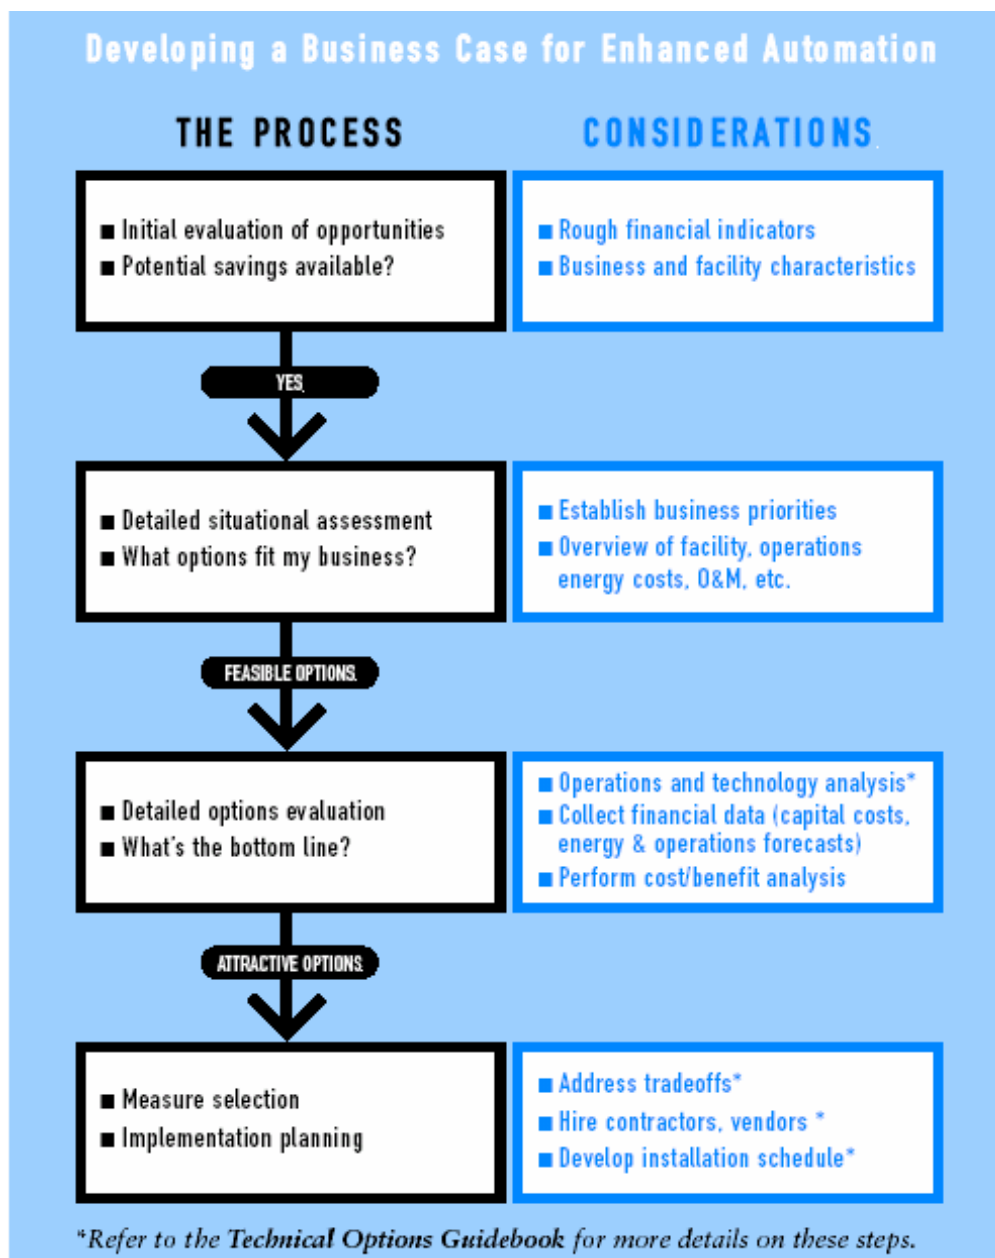 Developing a Business Case for Enhanced Automation
THE PROCESS
CONSIDERATIONS
■ Initial evaluation of opportunities
■ Potential savings available?
■ Rough financial indicators
■ Business and facility characteristics
YES
■ Detailed situational assessment
■ What options fit my business?
■ Establish business priorities
■ Overview of facility, operations
energy costs, O&M, etc.
FEASIBLE OPTIONS
■ Detailed options evaluation
■ What's the bottom line?
■ Operations and technology analysis*
■ Collect financial data (capital costs,
energy & operations forecasts)
■ Perform cost/benefit analysis
ATTRACTIVE OPTIONS
■ Measure selection
■ Implementation planning
■ Address tradeoffs*
■ Hire contractors, vendors *
■ Develop installation schedule*
*Refer to the Technical Options Guidebook for more details on these steps.